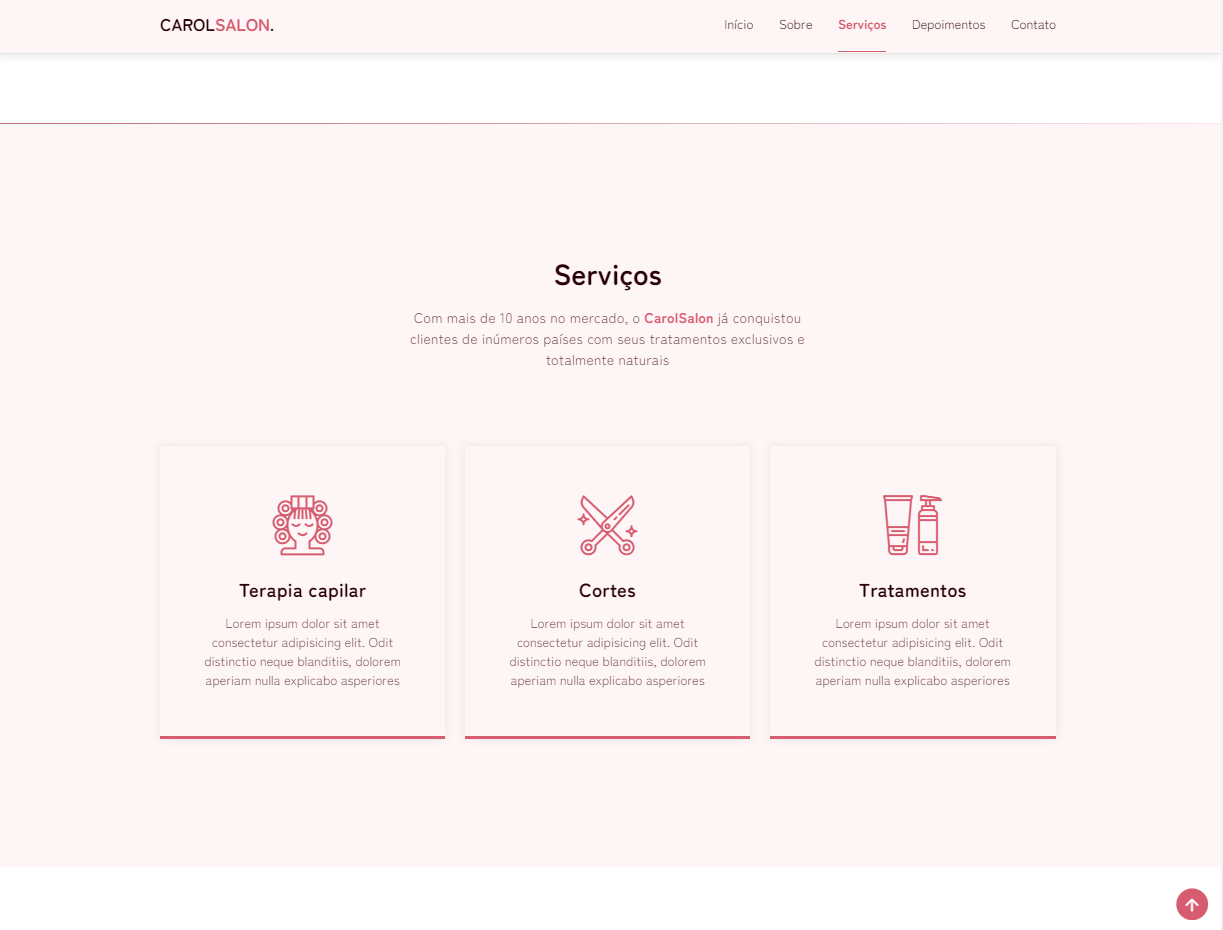 CAROLSALON.
Início Sobre Serviços Depoimentos Contato
Serviços
Com mais de 10 anos no mercado, o CarolSalon já conquistou
clientes de inúmeros países com seus tratamentos exclusivos e
totalmente naturais
Terapia capilar
Lorem ipsum dolor sit amet
consectetur adipisicing elit. Odit
distinctio neque blanditiis, dolorem
aperiam nulla explicabo asperiores
Cortes
Lorem ipsum dolor sit amet
consectetur adipisicing elit. Odit
distinctio neque blanditiis, dolorem
aperiam nulla explicabo asperiores
Tratamentos
Lorem ipsum dolor sit amet
consectetur adipisicing elit. Odit
distinctio neque blanditiis, dolorem
aperiam nulla explicabo asperiores